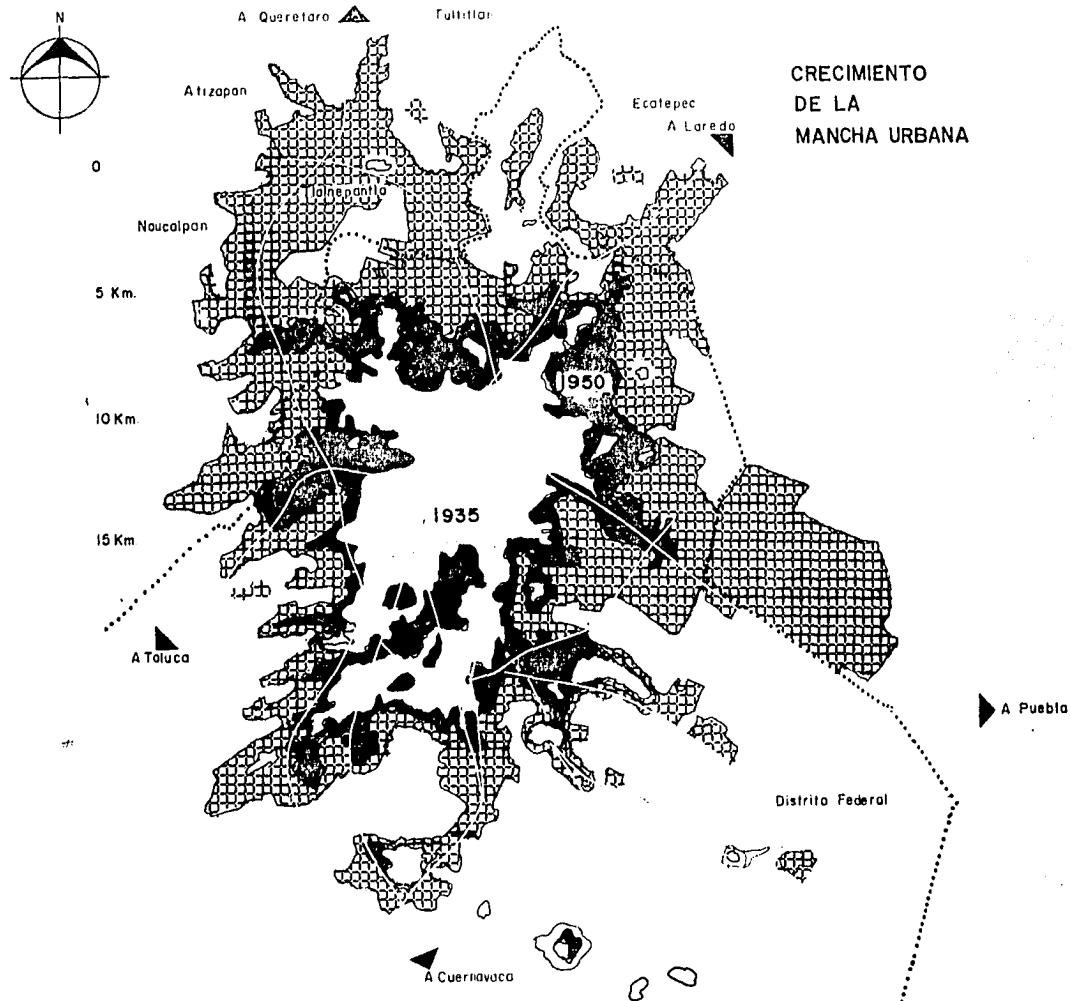 N
A Queretaro
Tultitlan
CRECIMIENTO
DE LA
MANCHA URBANA
Atizapan
Ecatepec
A Laredo
0
Tlalnepantla
Naucalpan
5 Km.
1950
10 Km.
1935
15 Km.
A Toluca
A Puebla
Distrito Federal
A Cuernavaca